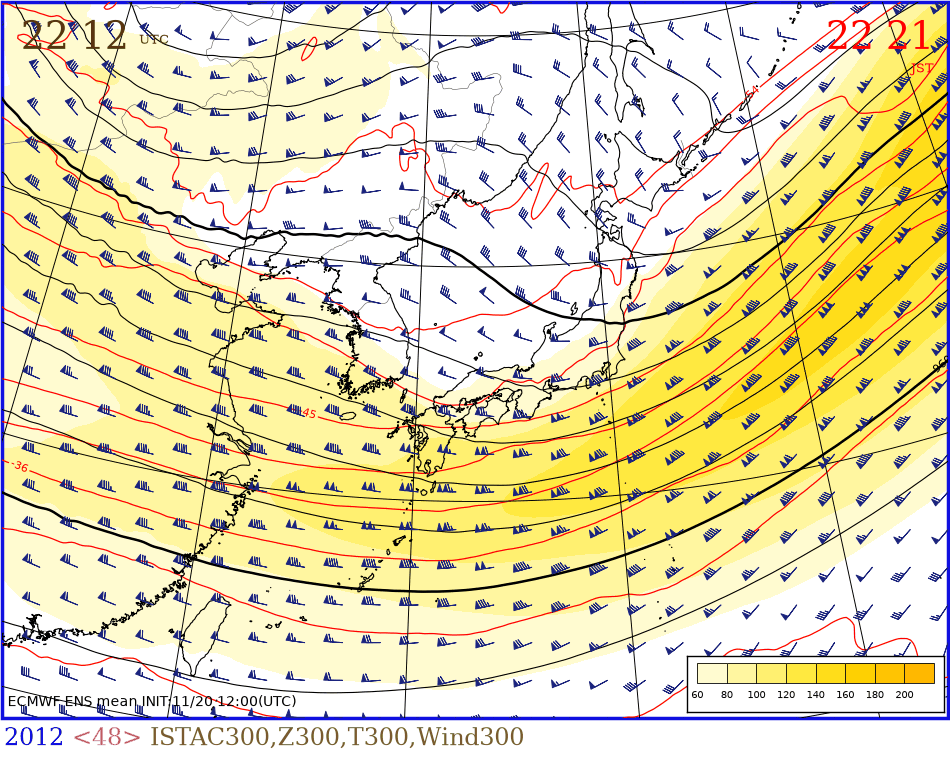 22 12 UTC
22 21
JST
-54
-45
-36
60 80 100 120 140 160 180 200
ECMWF ENS mean INIT:11/20 12:00(UTC)
2012 <48> ISTAC300,Z300,T300,Wind300